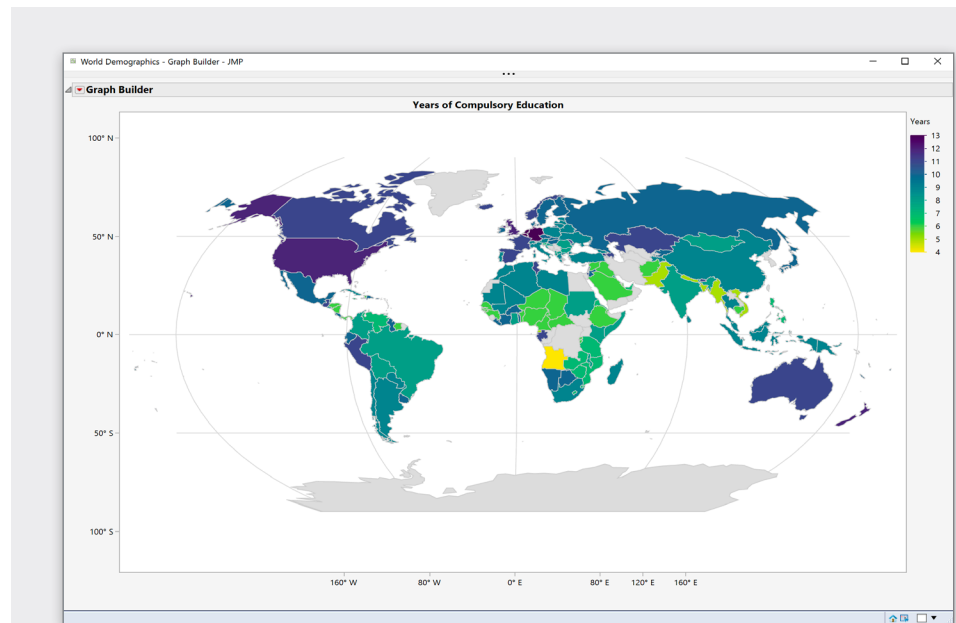 World Demographics - Graph Builder - JMP
Graph Builder
Years of Compulsory Education
Years
13
12
11
10
9
8
7
6
5
4
100° N
50° N
0° N
50° S
100° S
160° W
80° W
0° E
80° E
120° E
160° E